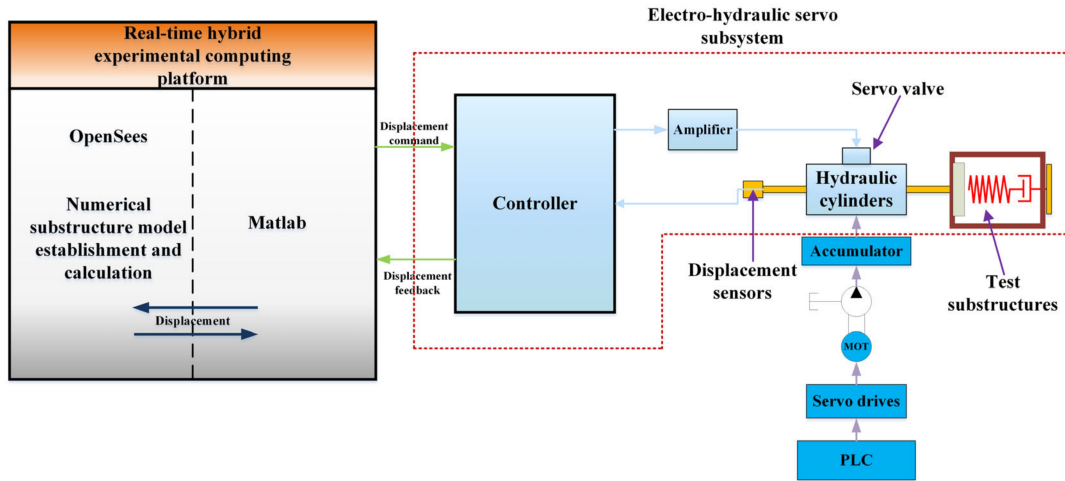 Real-time hybrid
experimental computing
platform
OpenSees
Numerical
substructure model
establishment and
calculation
Matlab
Displacement
Displacement
command
Displacement
feedback
Electro-hydraulic servo
subsystem
Controller
Amplifier
Servo valve
Hydraulic
cylinders
Displacement
sensors
Test
substructures
Accumulator
MOT
Servo drives
PLC